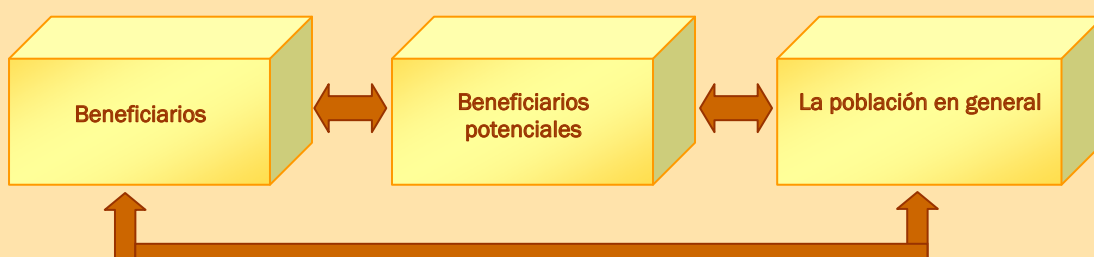 Beneficiarios
Beneficiarios
potenciales
La población en general